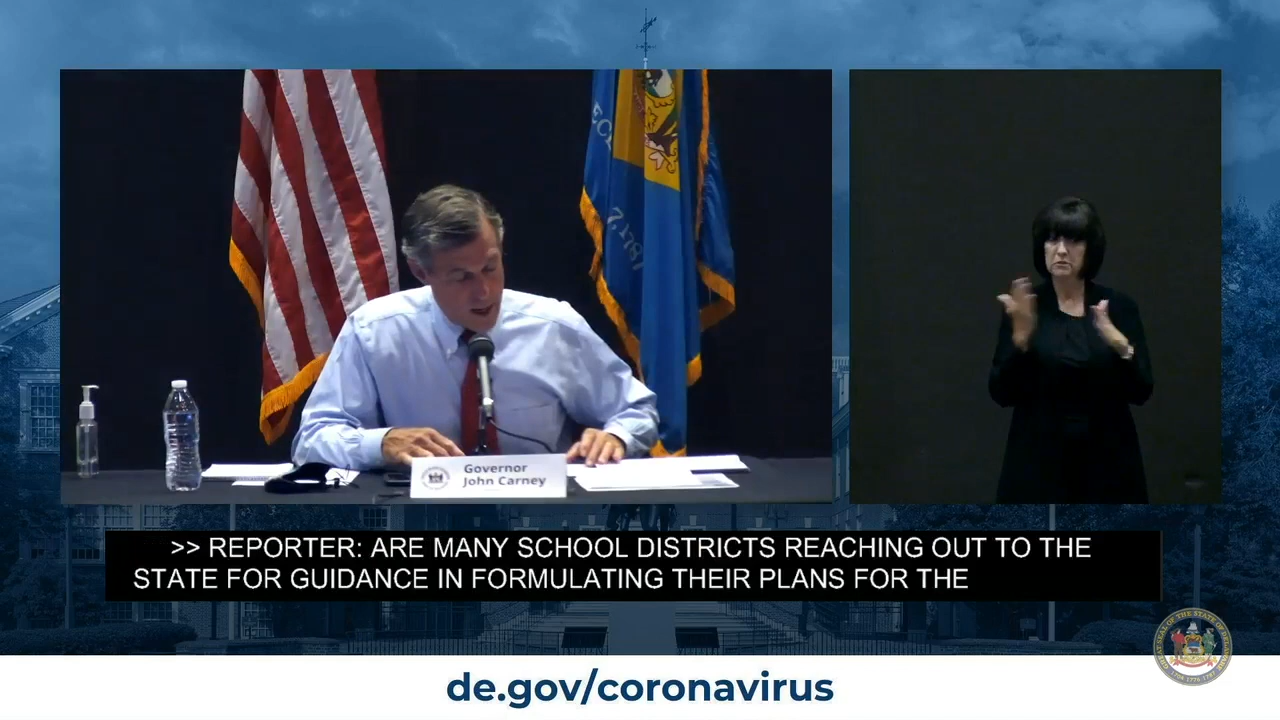 Governor
John Carney
>> REPORTER: ARE MANY SCHOOL DISTRICTS REACHING OUT TO THE
STATE FOR GUIDANCE IN FORMULATING THEIR PLANS FOR THE
de.gov/coronavirus